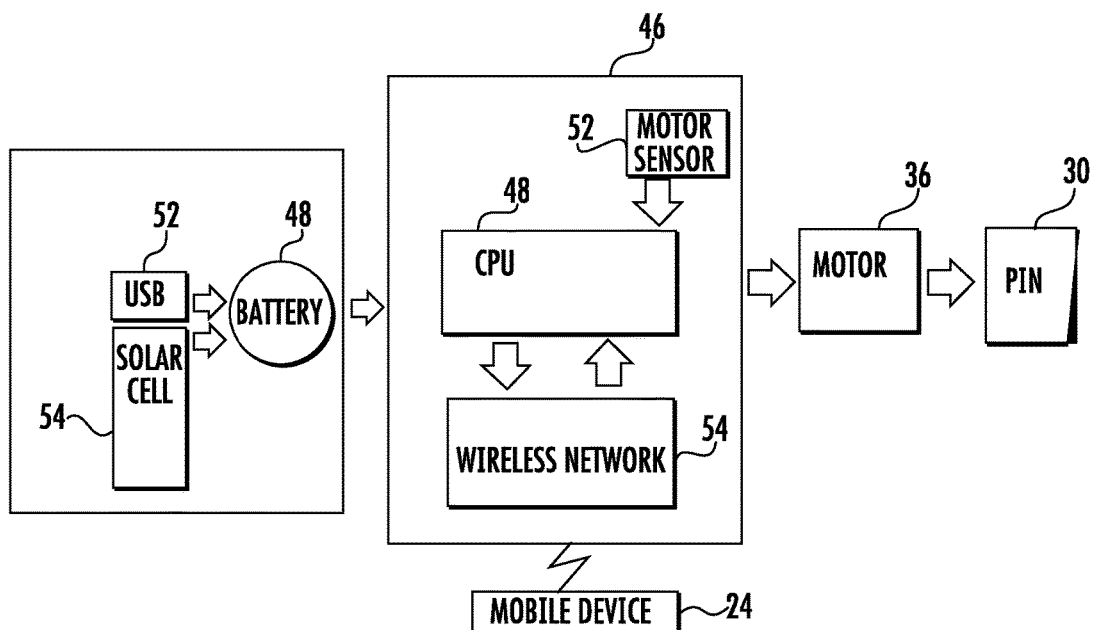 46
52
MOTOR
SENSOR
52
48
48
36
30
USB
BATTERY
CPU
MOTOR
PIN
SOLAR
CELL
54
WIRELESS NETWORK
54
MOBILE DEVICE
24